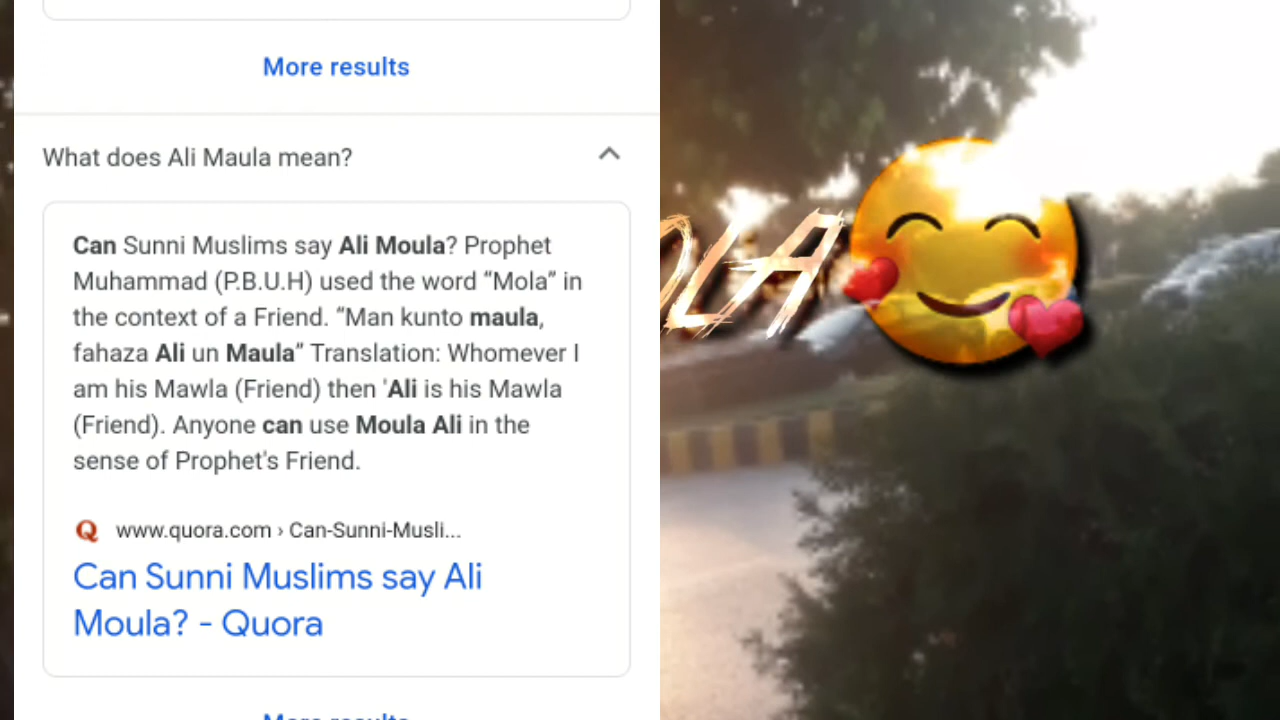 More results
What does Ali Maula mean?
Can Sunni Muslims say Ali Moula? Prophet
Muhammad (P.B.U.H) used the word “Mola” in
the context of a Friend. “Man kunto maula,
fahaza Ali un Maula” Translation: Whomever I
am his Mawla (Friend) then 'Ali is his Mawla
(Friend). Anyone can use Moula Ali in the
sense of Prophet's Friend.
Q www.quora.com › Can-Sunni-Musli...
Can Sunni Muslims say Ali
Moula? - Quora
More results
OLA